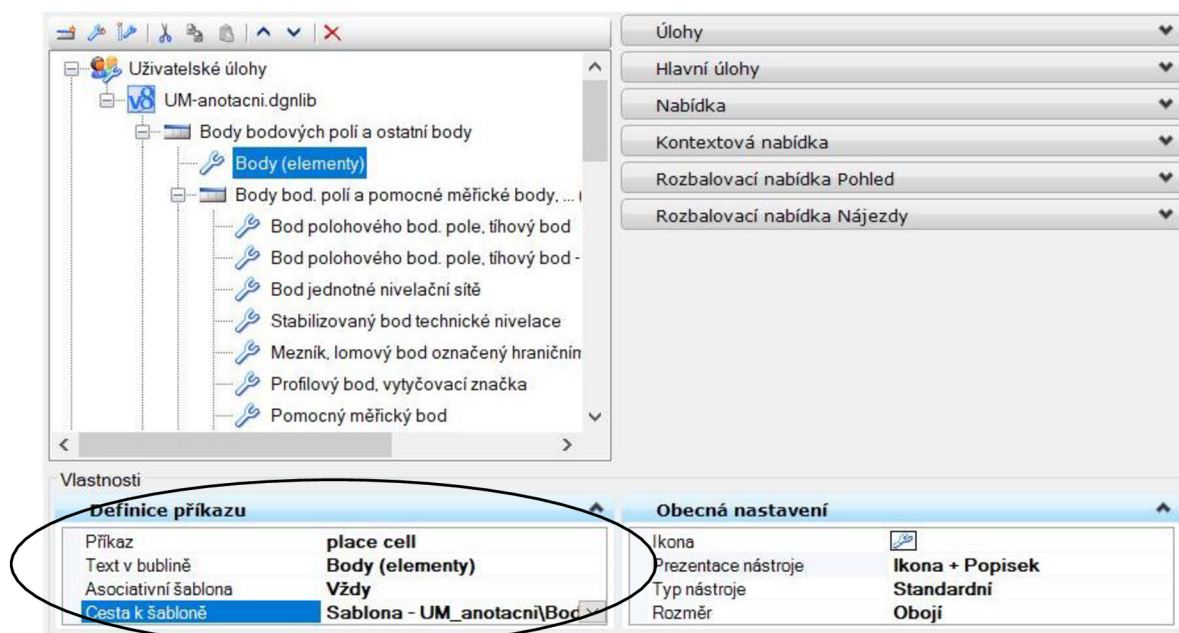 Uživatelské úlohy
UM-anotacni.dgnlib
Body bodových polí a ostatní body
Body (elementy)
Body bod. polí a pomocné měřické body, ... (
Bod polohového bod. pole, tíhový bod
Bod polohového bod. pole, tíhový bod -
Bod jednotné nivelační sítě
Stabilizovaný bod technické nivelace
Mezník, lomový bod označený hraničním
Profilový bod, vytyčovací značka
Pomocný měřický bod
Úlohy
Hlavní úlohy
Nabídka
Kontextová nabídka
Rozbalovací nabídka Pohled
Rozbalovací nabídka Nájezdy
Vlastnosti
Definice příkazu
Příkaz place cell
Text v bublině Body (elementy)
Asociativní šablona Vždy
Cesta k šabloně Sablona - UM_anotacni\Bod
Obecná nastavení
Ikona
Prezentace nástroje Ikona + Popisek
Typ nástroje Standardní
Rozměr Obojí